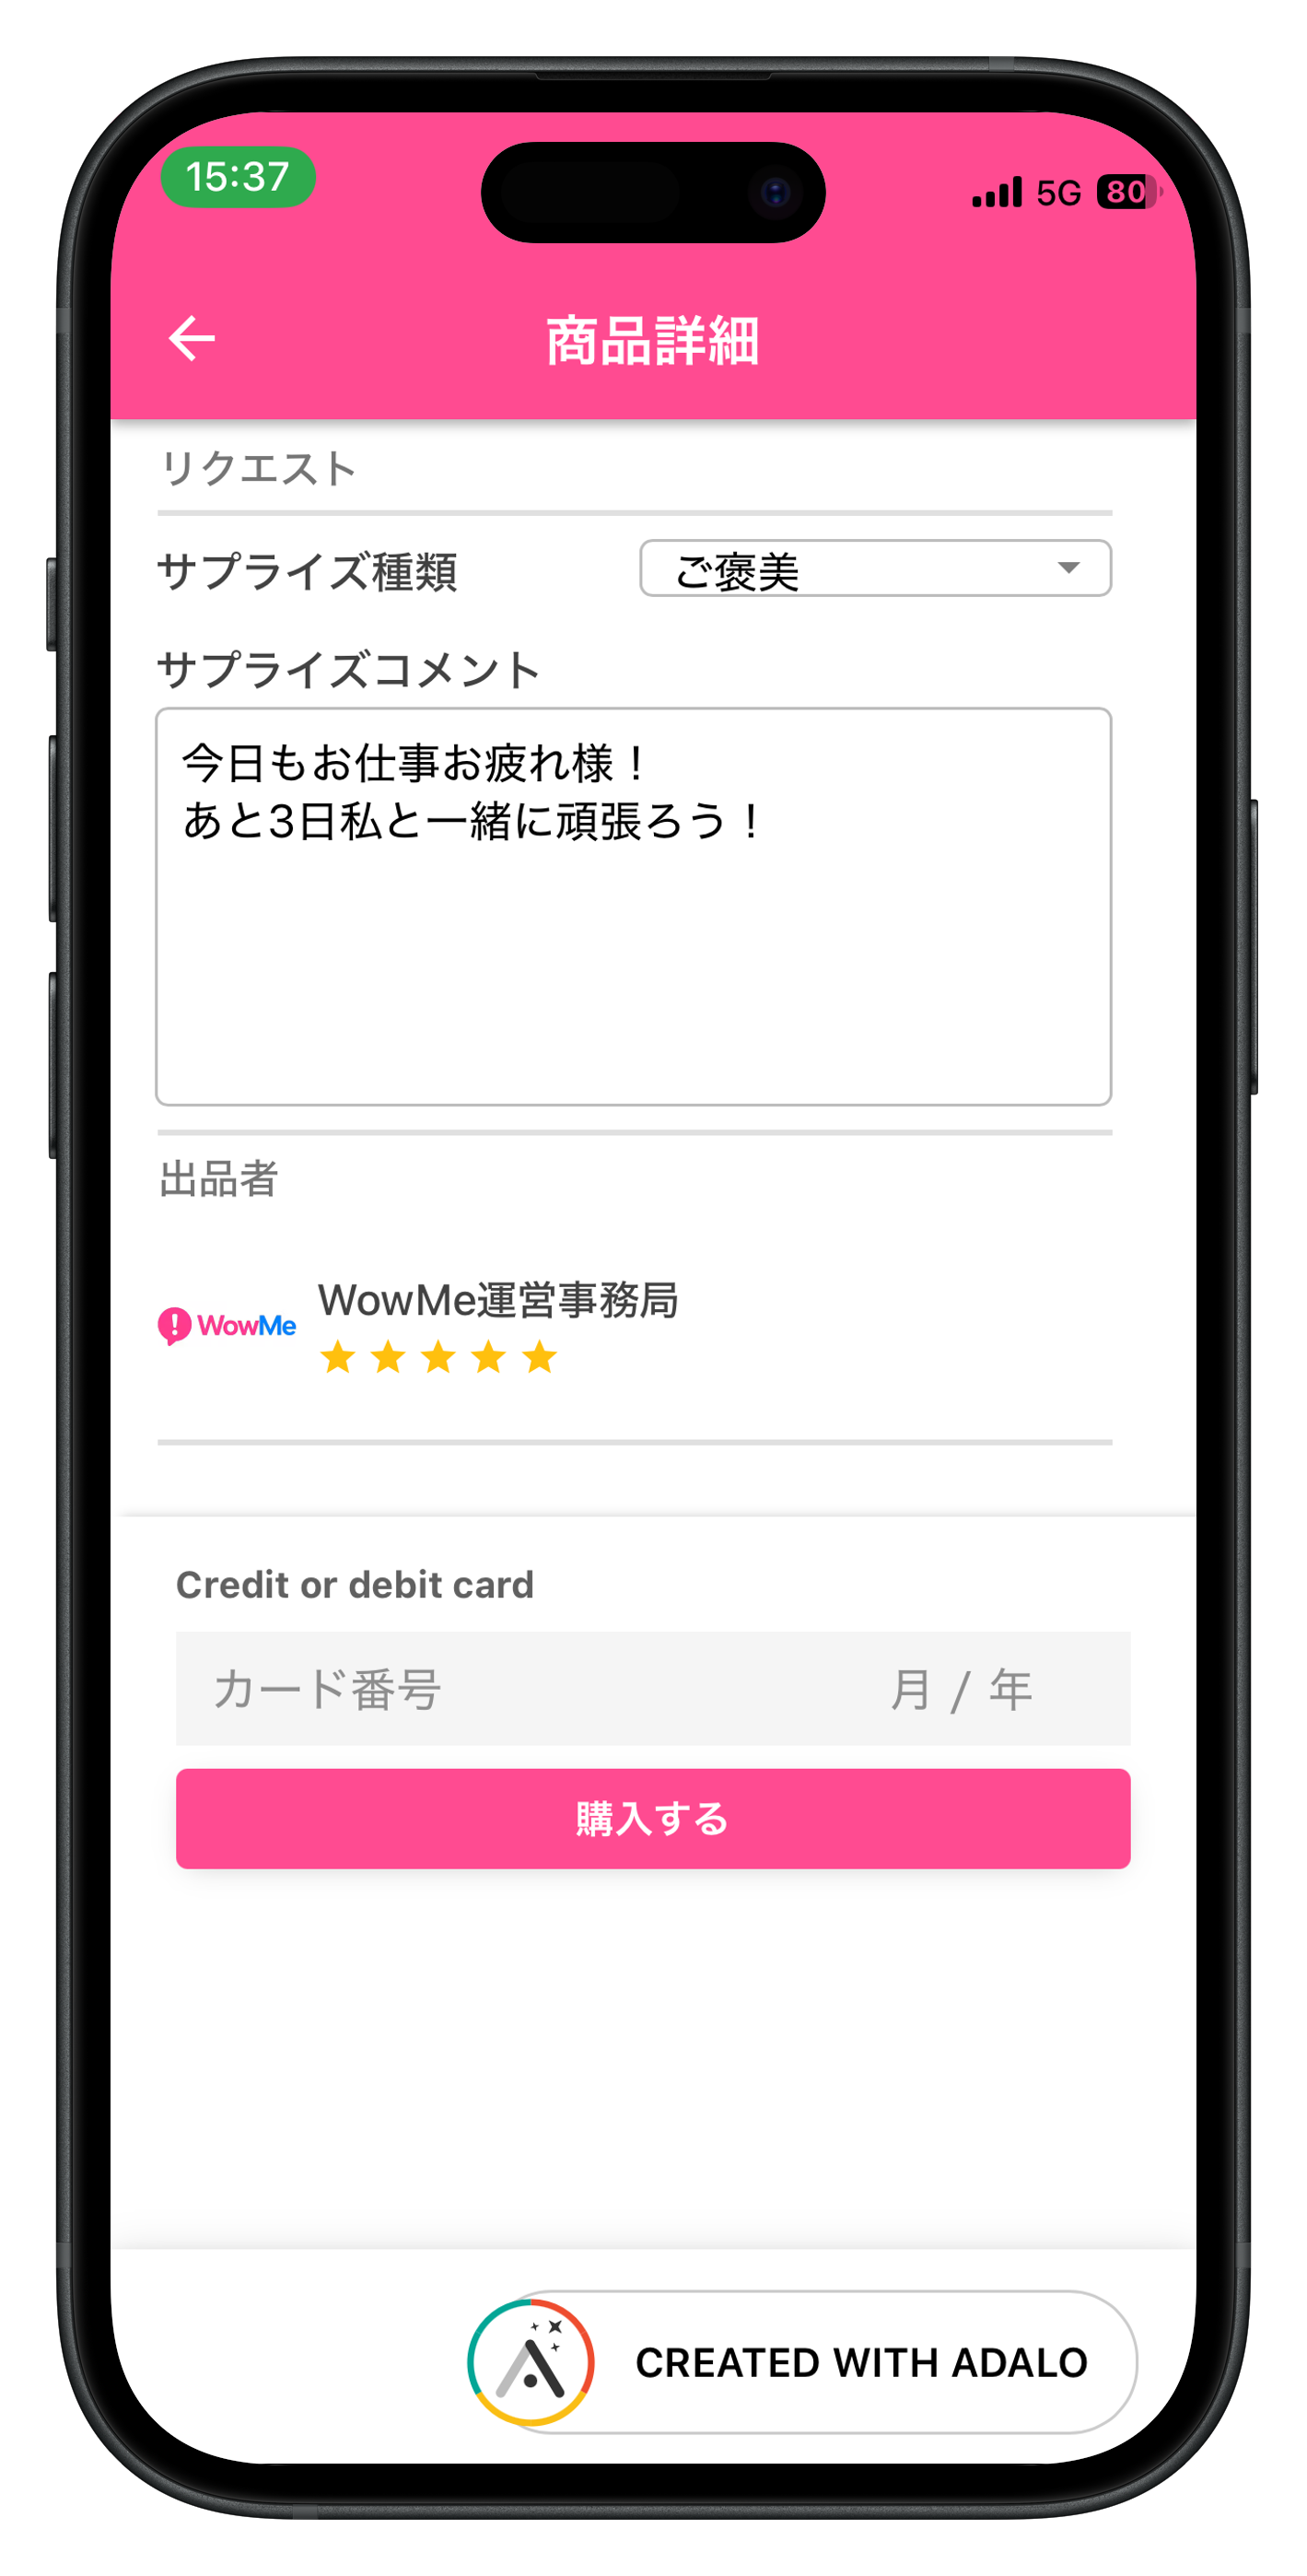 15:37
5G 80
商品詳細
リクエスト
サプライズ種類 ご褒美
サプライズコメント
今日もお仕事お疲れ様！
あと3日私と一緒に頑張ろう！
出品者
WowMe運営事務局
WowMe
Credit or debit card
カード番号 月 / 年
購入する
CREATED WITH ADALO